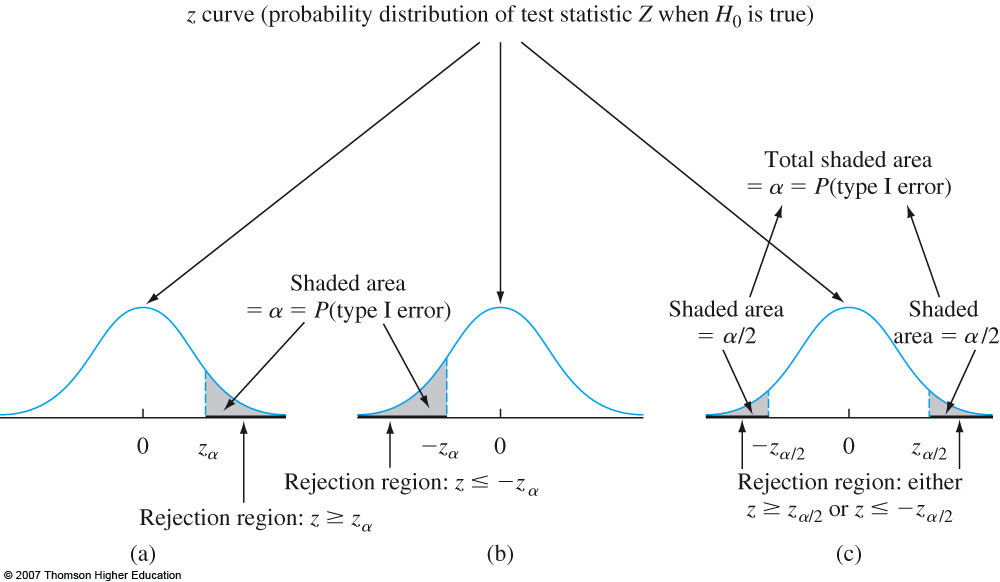 z curve (probability distribution of test statistic Z when H₀ is true)
Total shaded area
= α = P(type I error)
Shaded area
= α = P(type I error)
Shaded area
= α/2
Shaded
area = α/2
0
zα
−zα
0
−zα/2
0
zα/2
Rejection region: z ≤ −zα
Rejection region: either
z ≥ zα/2 or z ≤ −zα/2
Rejection region: z ≥ zα
(a)
(b)
(c)
© 2007 Thomson Higher Education